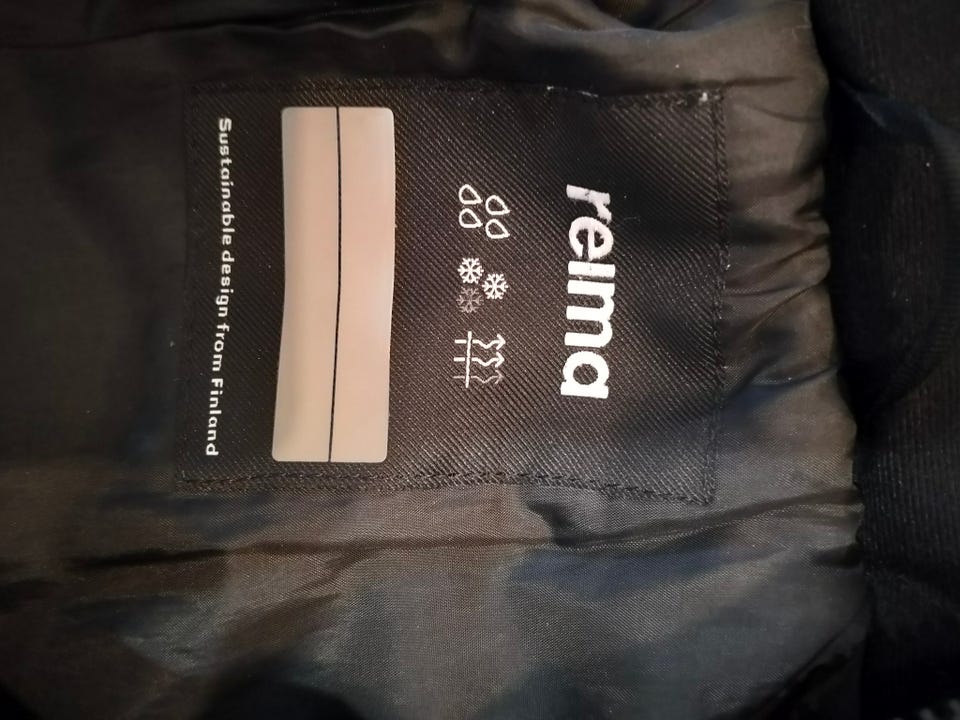 reima
Sustainable design from Finland